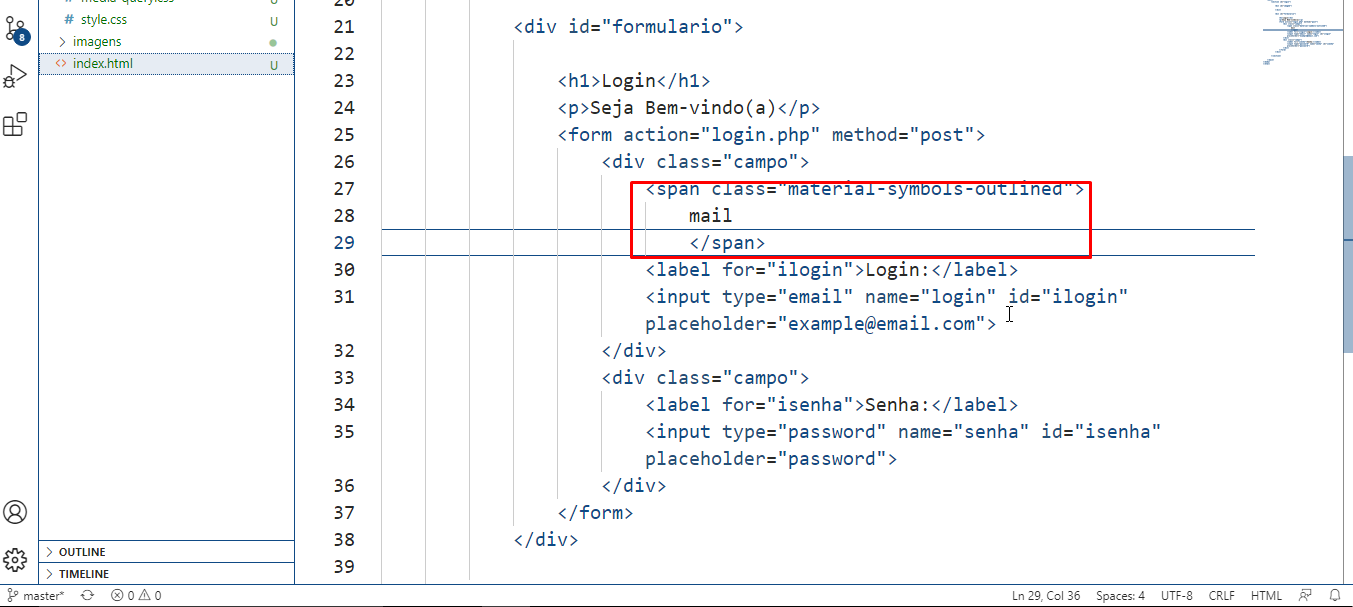 media-query.css
U
# style.css
U
imagens
<> index.html
U
8
OUTLINE
TIMELINE
20
21 <div id="formulario">
22
23 <h1>Login</h1>
24 <p>Seja Bem-vindo(a)</p>
25 <form action="login.php" method="post">
26 <div class="campo">
27 <span class="material-symbols-outlined">
28 mail
29 </span>
30 <label for="ilogin">Login:</label>
31 <input type="email" name="login" id="ilogin"
placeholder="example@email.com">
32 </div>
33 <div class="campo">
34 <label for="isenha">Senha:</label>
35 <input type="password" name="senha" id="isenha"
placeholder="password">
36 </div>
37 </form>
38 </div>
39
master* 0 0 Ln 29, Col 36 Spaces: 4 UTF-8 CRLF HTML